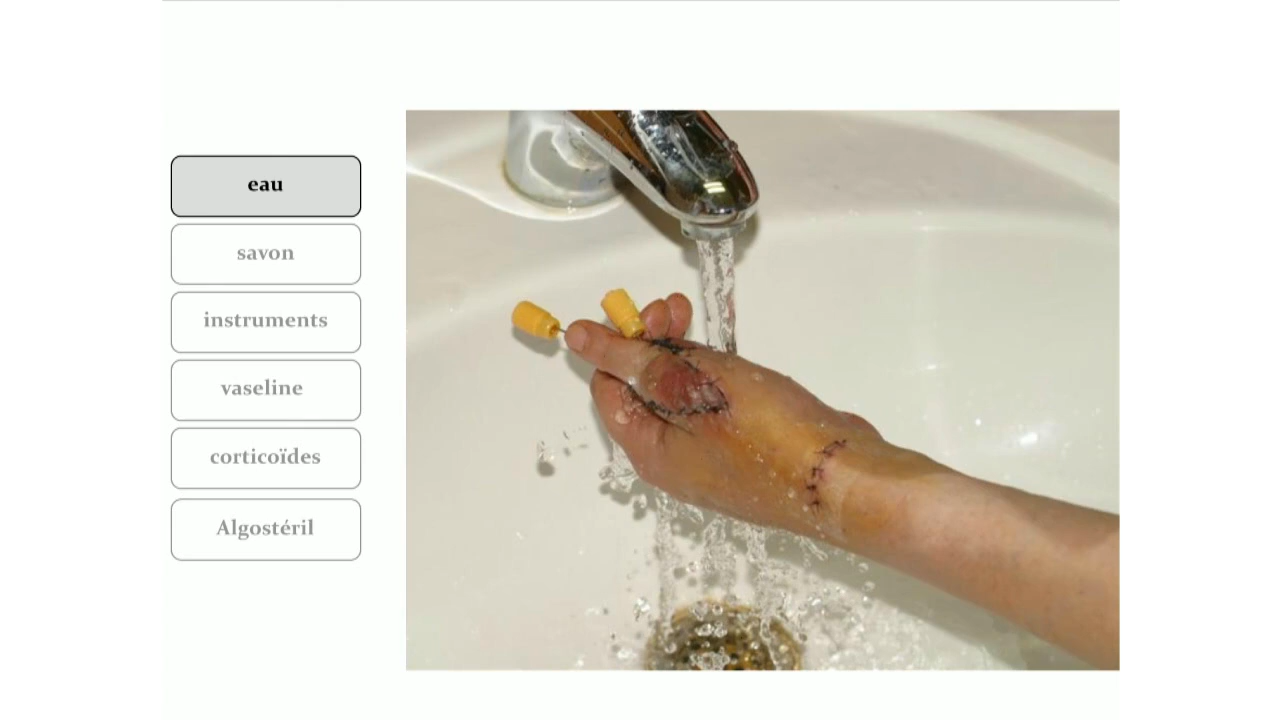 eau
savon
instruments
vaseline
corticoïdes
Algostéril